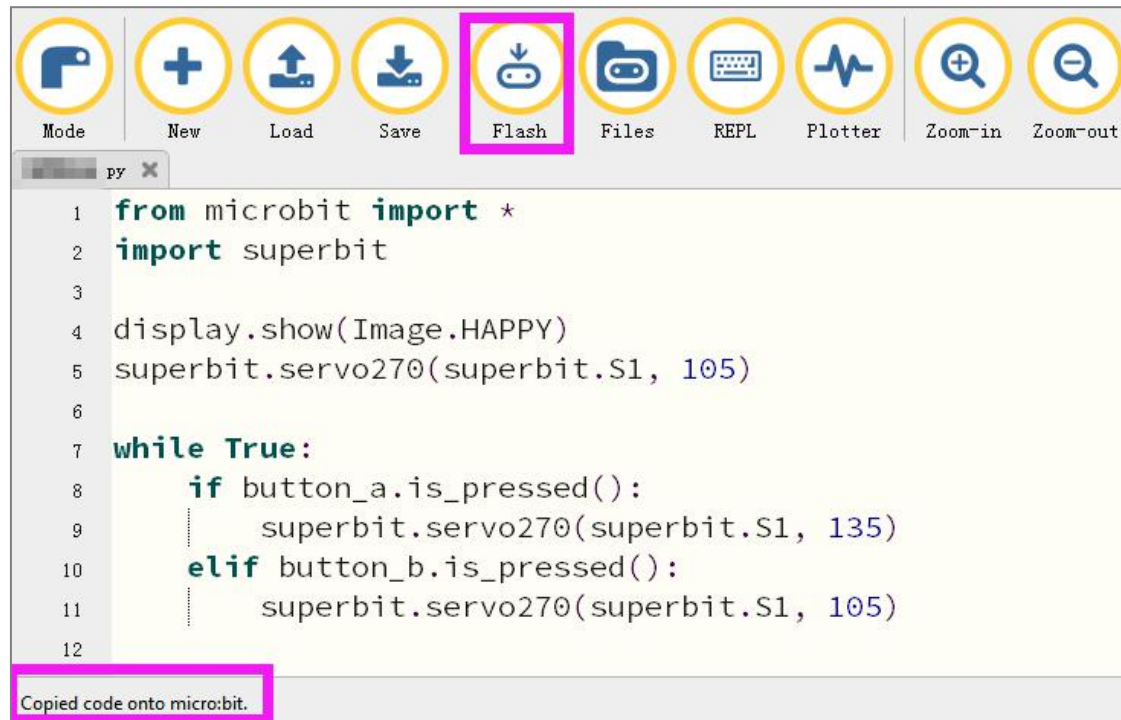 Mode New Load Save Flash Files REPL Plotter Zoom-in Zoom-out
py
1 from microbit import *
2 import superbit
3
4 display.show(Image.HAPPY)
5 superbit.servo270(superbit.S1, 105)
6
7 while True:
8 if button_a.is_pressed():
9 superbit.servo270(superbit.S1, 135)
10 elif button_b.is_pressed():
11 superbit.servo270(superbit.S1, 105)
12
Copied code onto micro:bit.